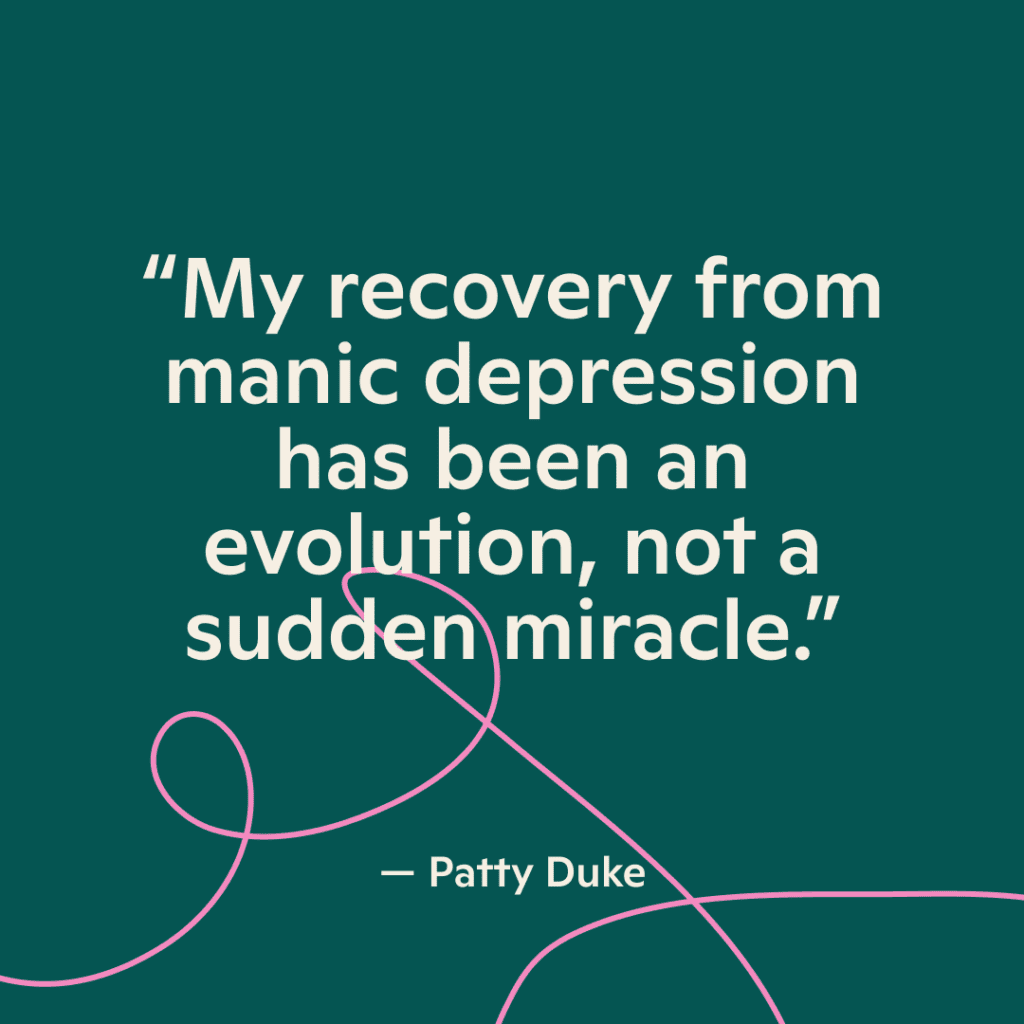 “My recovery from
manic depression
has been an
evolution, not a
sudden miracle.”
— Patty Duke